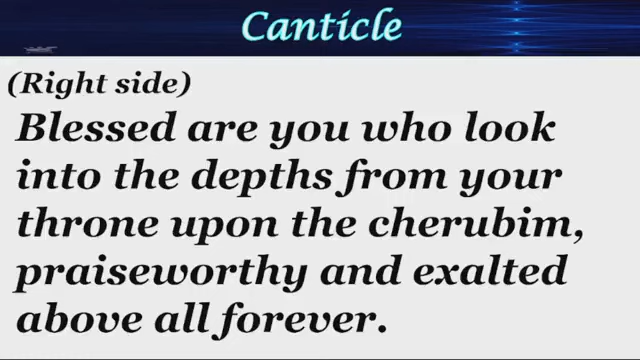 Canticle
(Right side)
Blessed are you who look
into the depths from your
throne upon the cherubim,
praiseworthy and exalted
above all forever.